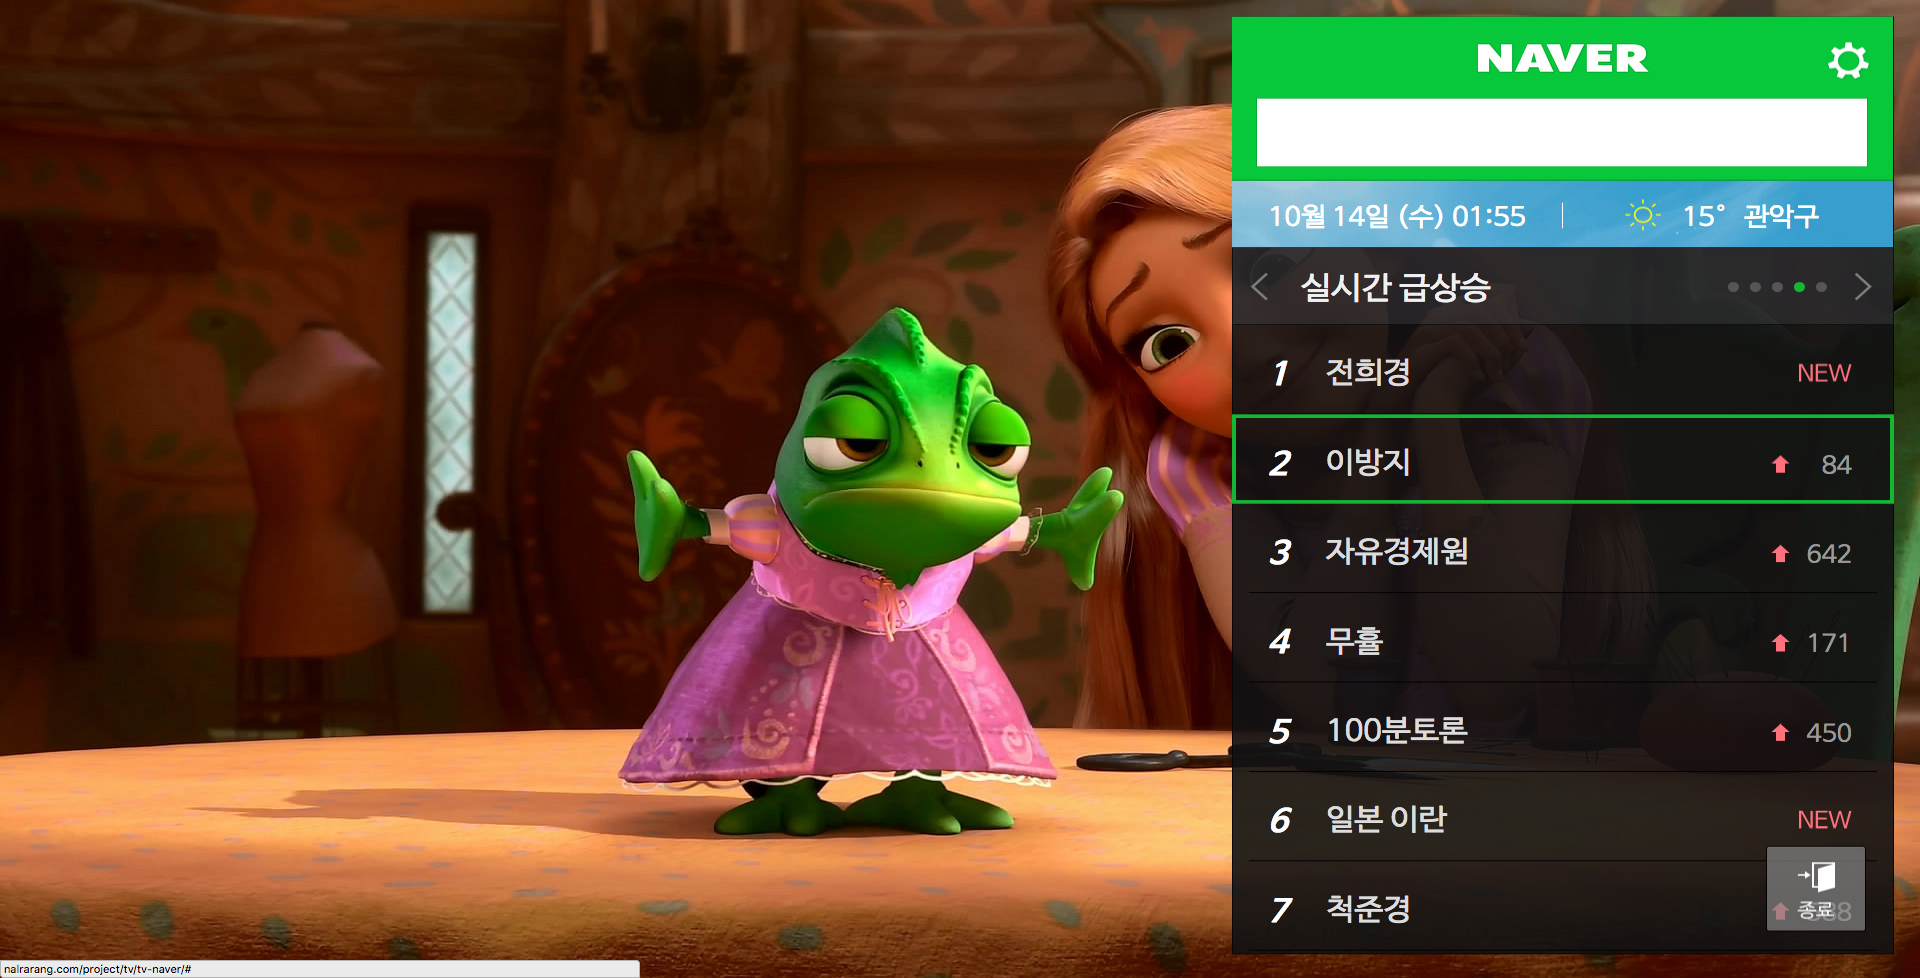 NAVER
10월 14일 (수) 01:55 15° 관악구
실시간 급상승
1 전희경 NEW
2 이방지 84
3 자유경제원 642
4 무휼 171
5 100분토론 450
6 일본 이란 NEW
7 척준경
종료
nalrarang.com/project/tv/tv-naver/#